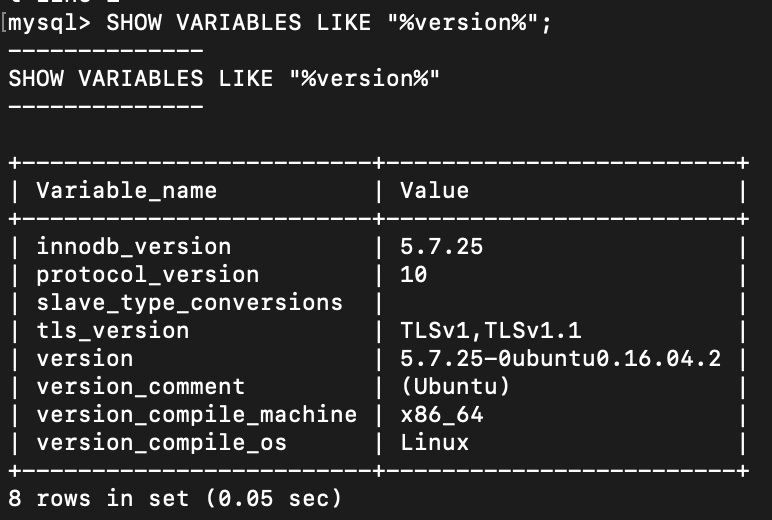 [mysql> SHOW VARIABLES LIKE "%version%";
--------------
SHOW VARIABLES LIKE "%version%"
--------------
+-------------------------+-------------------------+
| Variable_name           | Value                   |
+-------------------------+-------------------------+
| innodb_version          | 5.7.25                  |
| protocol_version        | 10                      |
| slave_type_conversions  |                         |
| tls_version             | TLSv1,TLSv1.1           |
| version                 | 5.7.25-0ubuntu0.16.04.2 |
| version_comment         | (Ubuntu)                |
| version_compile_machine | x86_64                  |
| version_compile_os      | Linux                   |
+-------------------------+-------------------------+
8 rows in set (0.05 sec)